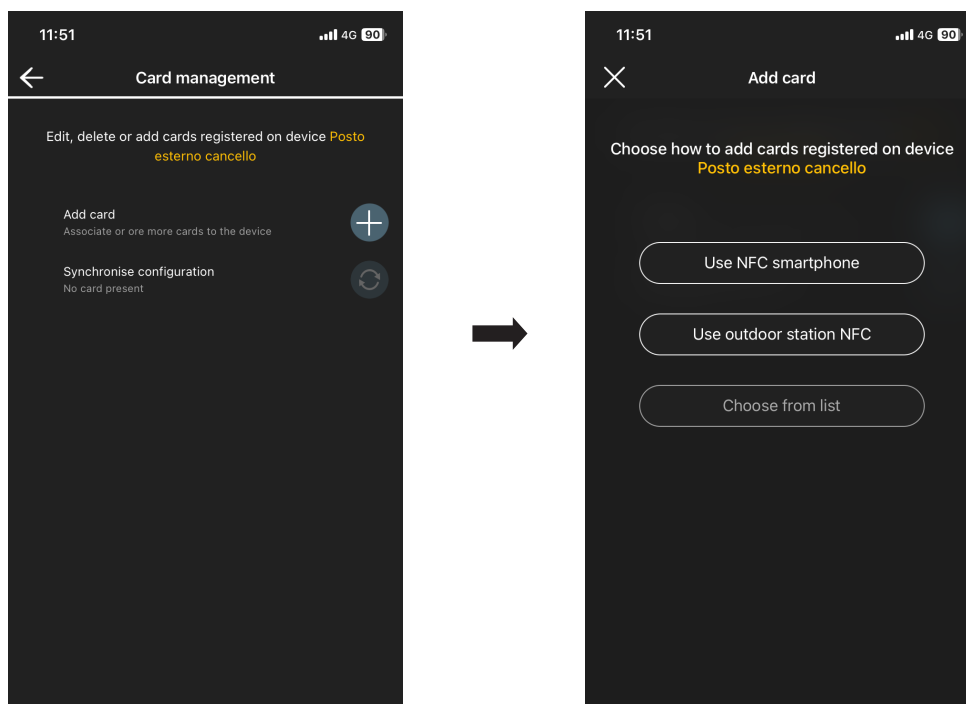 11:51
4G 90
Card management
Edit, delete or add cards registered on device Posto
esterno cancello
Add card
Associate or ore more cards to the device
Synchronise configuration
No card present
11:51
4G 90
Add card
Choose how to add cards registered on device
Posto esterno cancello
Use NFC smartphone
Use outdoor station NFC
Choose from list